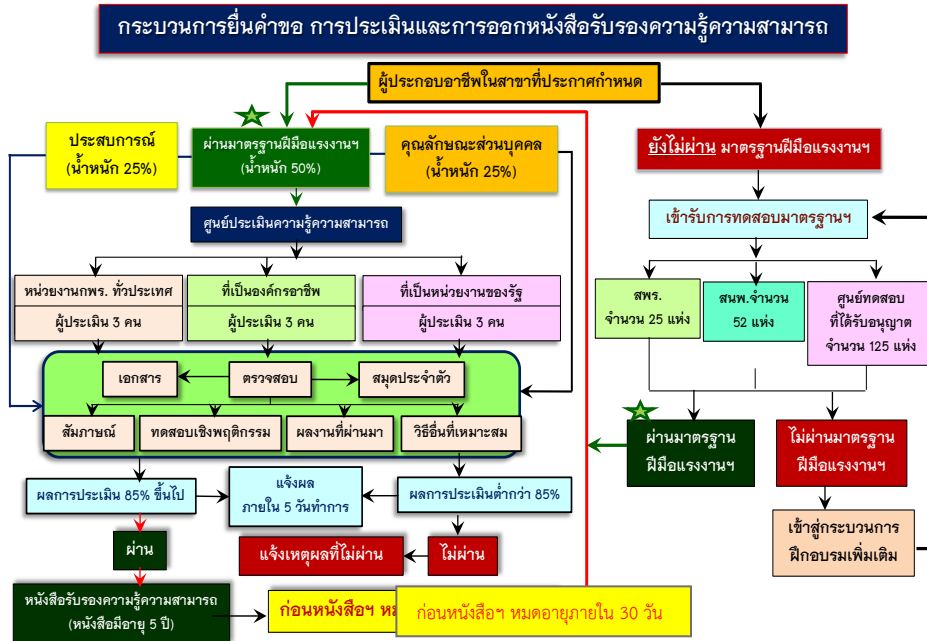 กระบวนการยื่นคำขอ การประเมินและการออกหนังสือรับรองความรู้ความสามารถ
ผู้ประกอบอาชีพในสาขาที่ประกาศกำหนด
ประสบการณ์
(น้ำหนัก 25%)
ผ่านมาตรฐานฝีมือแรงงานฯ
(น้ำหนัก 50%)
คุณลักษณะส่วนบุคคล
(น้ำหนัก 25%)
ยังไม่ผ่าน มาตรฐานฝีมือแรงงานฯ
ศูนย์ประเมินความรู้ความสามารถ
เข้ารับการทดสอบมาตรฐานฯ
หน่วยงานกพร. ทั่วประเทศ
ผู้ประเมิน 3 คน
ที่เป็นองค์กรอาชีพ
ผู้ประเมิน 3 คน
ที่เป็นหน่วยงานของรัฐ
ผู้ประเมิน 3 คน
สพร.
จำนวน 25 แห่ง
สนพ.จำนวน
52 แห่ง
ศูนย์ทดสอบ
ที่ได้รับอนุญาต
จำนวน 125 แห่ง
เอกสาร
ตรวจสอบ
สมุดประจำตัว
สัมภาษณ์
ทดสอบเชิงพฤติกรรม
ผลงานที่ผ่านมา
วิธีอื่นที่เหมาะสม
ผ่านมาตรฐาน
ฝีมือแรงงานฯ
ไม่ผ่านมาตรฐาน
ฝีมือแรงงานฯ
ผลการประเมิน 85% ขึ้นไป
แจ้งผล
ภายใน 5 วันทำการ
ผลการประเมินต่ำกว่า 85%
เข้าสู่กระบวนการ
ฝึกอบรมเพิ่มเติม
ผ่าน
แจ้งเหตุผลที่ไม่ผ่าน
ไม่ผ่าน
หนังสือรับรองความรู้ความสามารถ
(หนังสือมีอายุ 5 ปี)
ก่อนหนังสือฯ
ก่อนหนังสือฯ หมดอายุภายใน 30 วัน